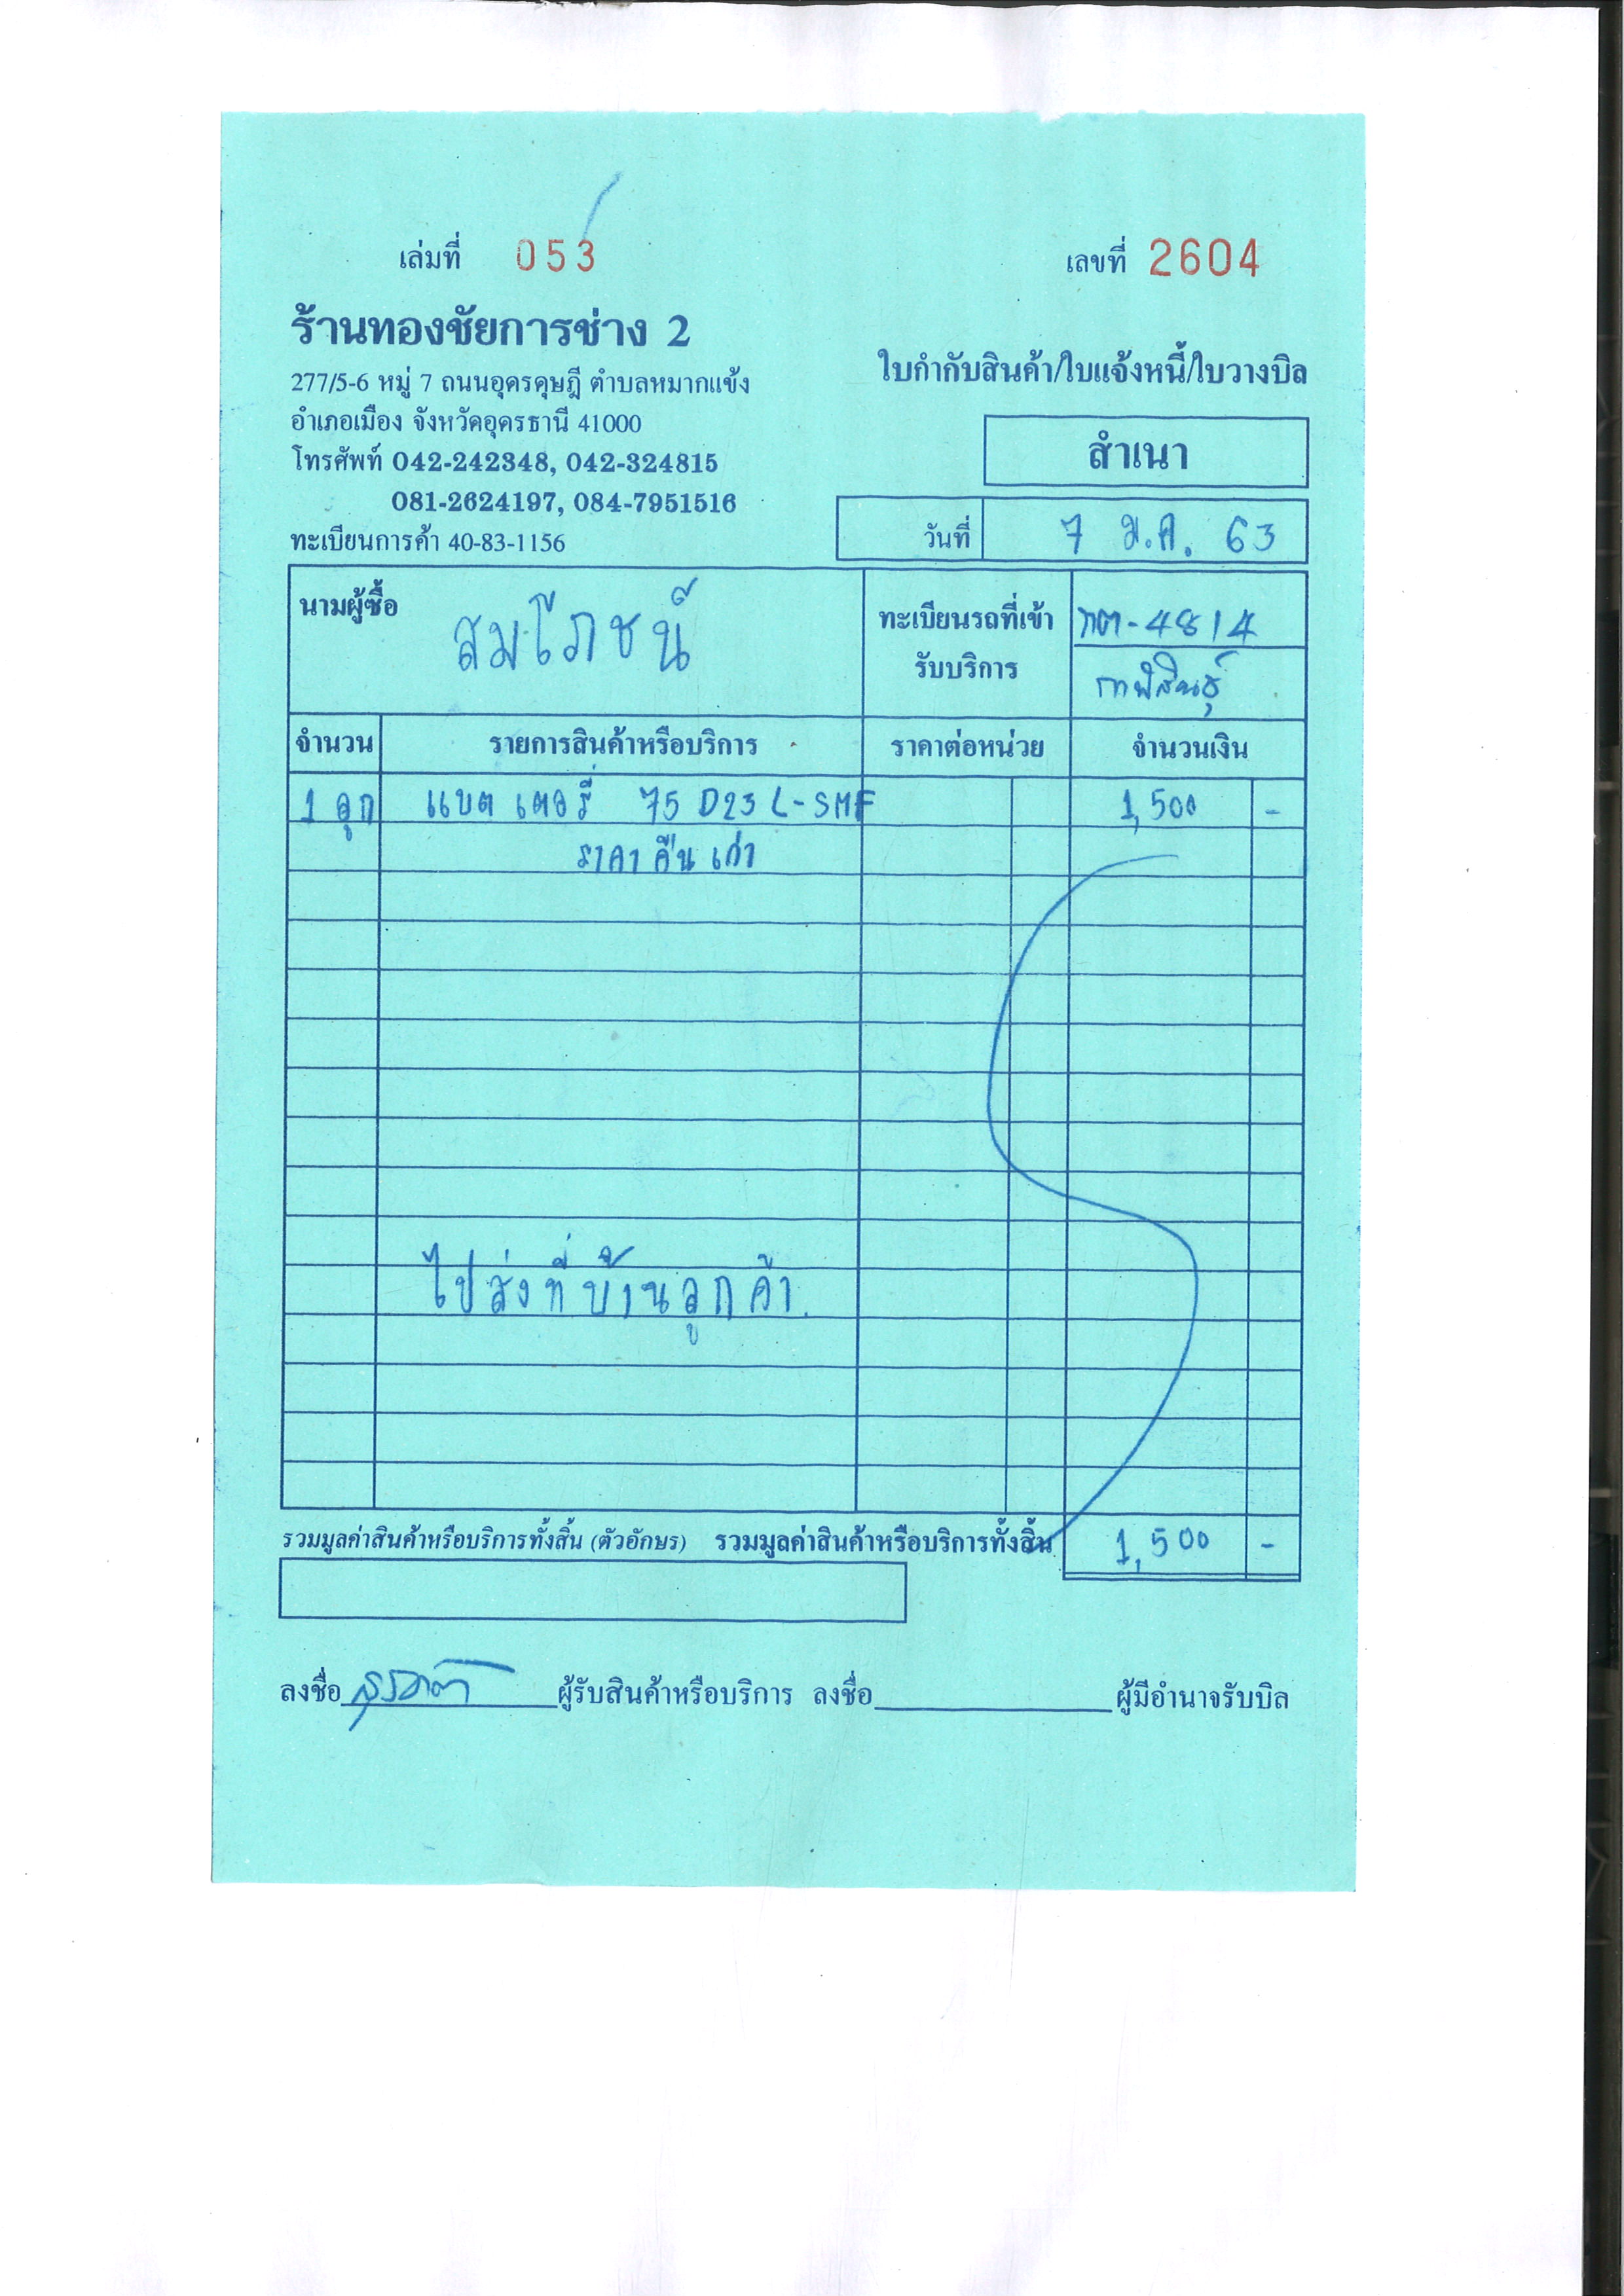 เล่มที่ 053
เลขที่ 2604
ร้านทองชัยการช่าง 2
277/5-6 หมู่ 7 ถนนอุดรดุษฎี ตำบลหมากแข้ง
อำเภอเมือง จังหวัดอุดรธานี 41000
โทรศัพท์ 042-242348, 042-324815
081-2624197, 084-7951516
ทะเบียนการค้า 40-83-1156
ใบกำกับสินค้า/ใบแจ้งหนี้/ใบวางบิล
สำเนา
วันที่ 7 ม.ค. 63
นามผู้ซื้อ สมโภชน์
ทะเบียนรถที่เข้า
รับบริการ
กต-4814
กาฬสินธุ์
จำนวน รายการสินค้าหรือบริการ ราคาต่อหน่วย จำนวนเงิน
1 ลูก แบตเตอรี่ 75 D23 L-SMF 1,500 -
ราคาคืนเก่า
ไปส่งที่บ้านลูกค้า.
รวมมูลค่าสินค้าหรือบริการทั้งสิ้น (ตัวอักษร) รวมมูลค่าสินค้าหรือบริการทั้งสิ้น 1,500 -
ลงชื่อ ผู้รับสินค้าหรือบริการ ลงชื่อ ผู้มีอำนาจรับบิล